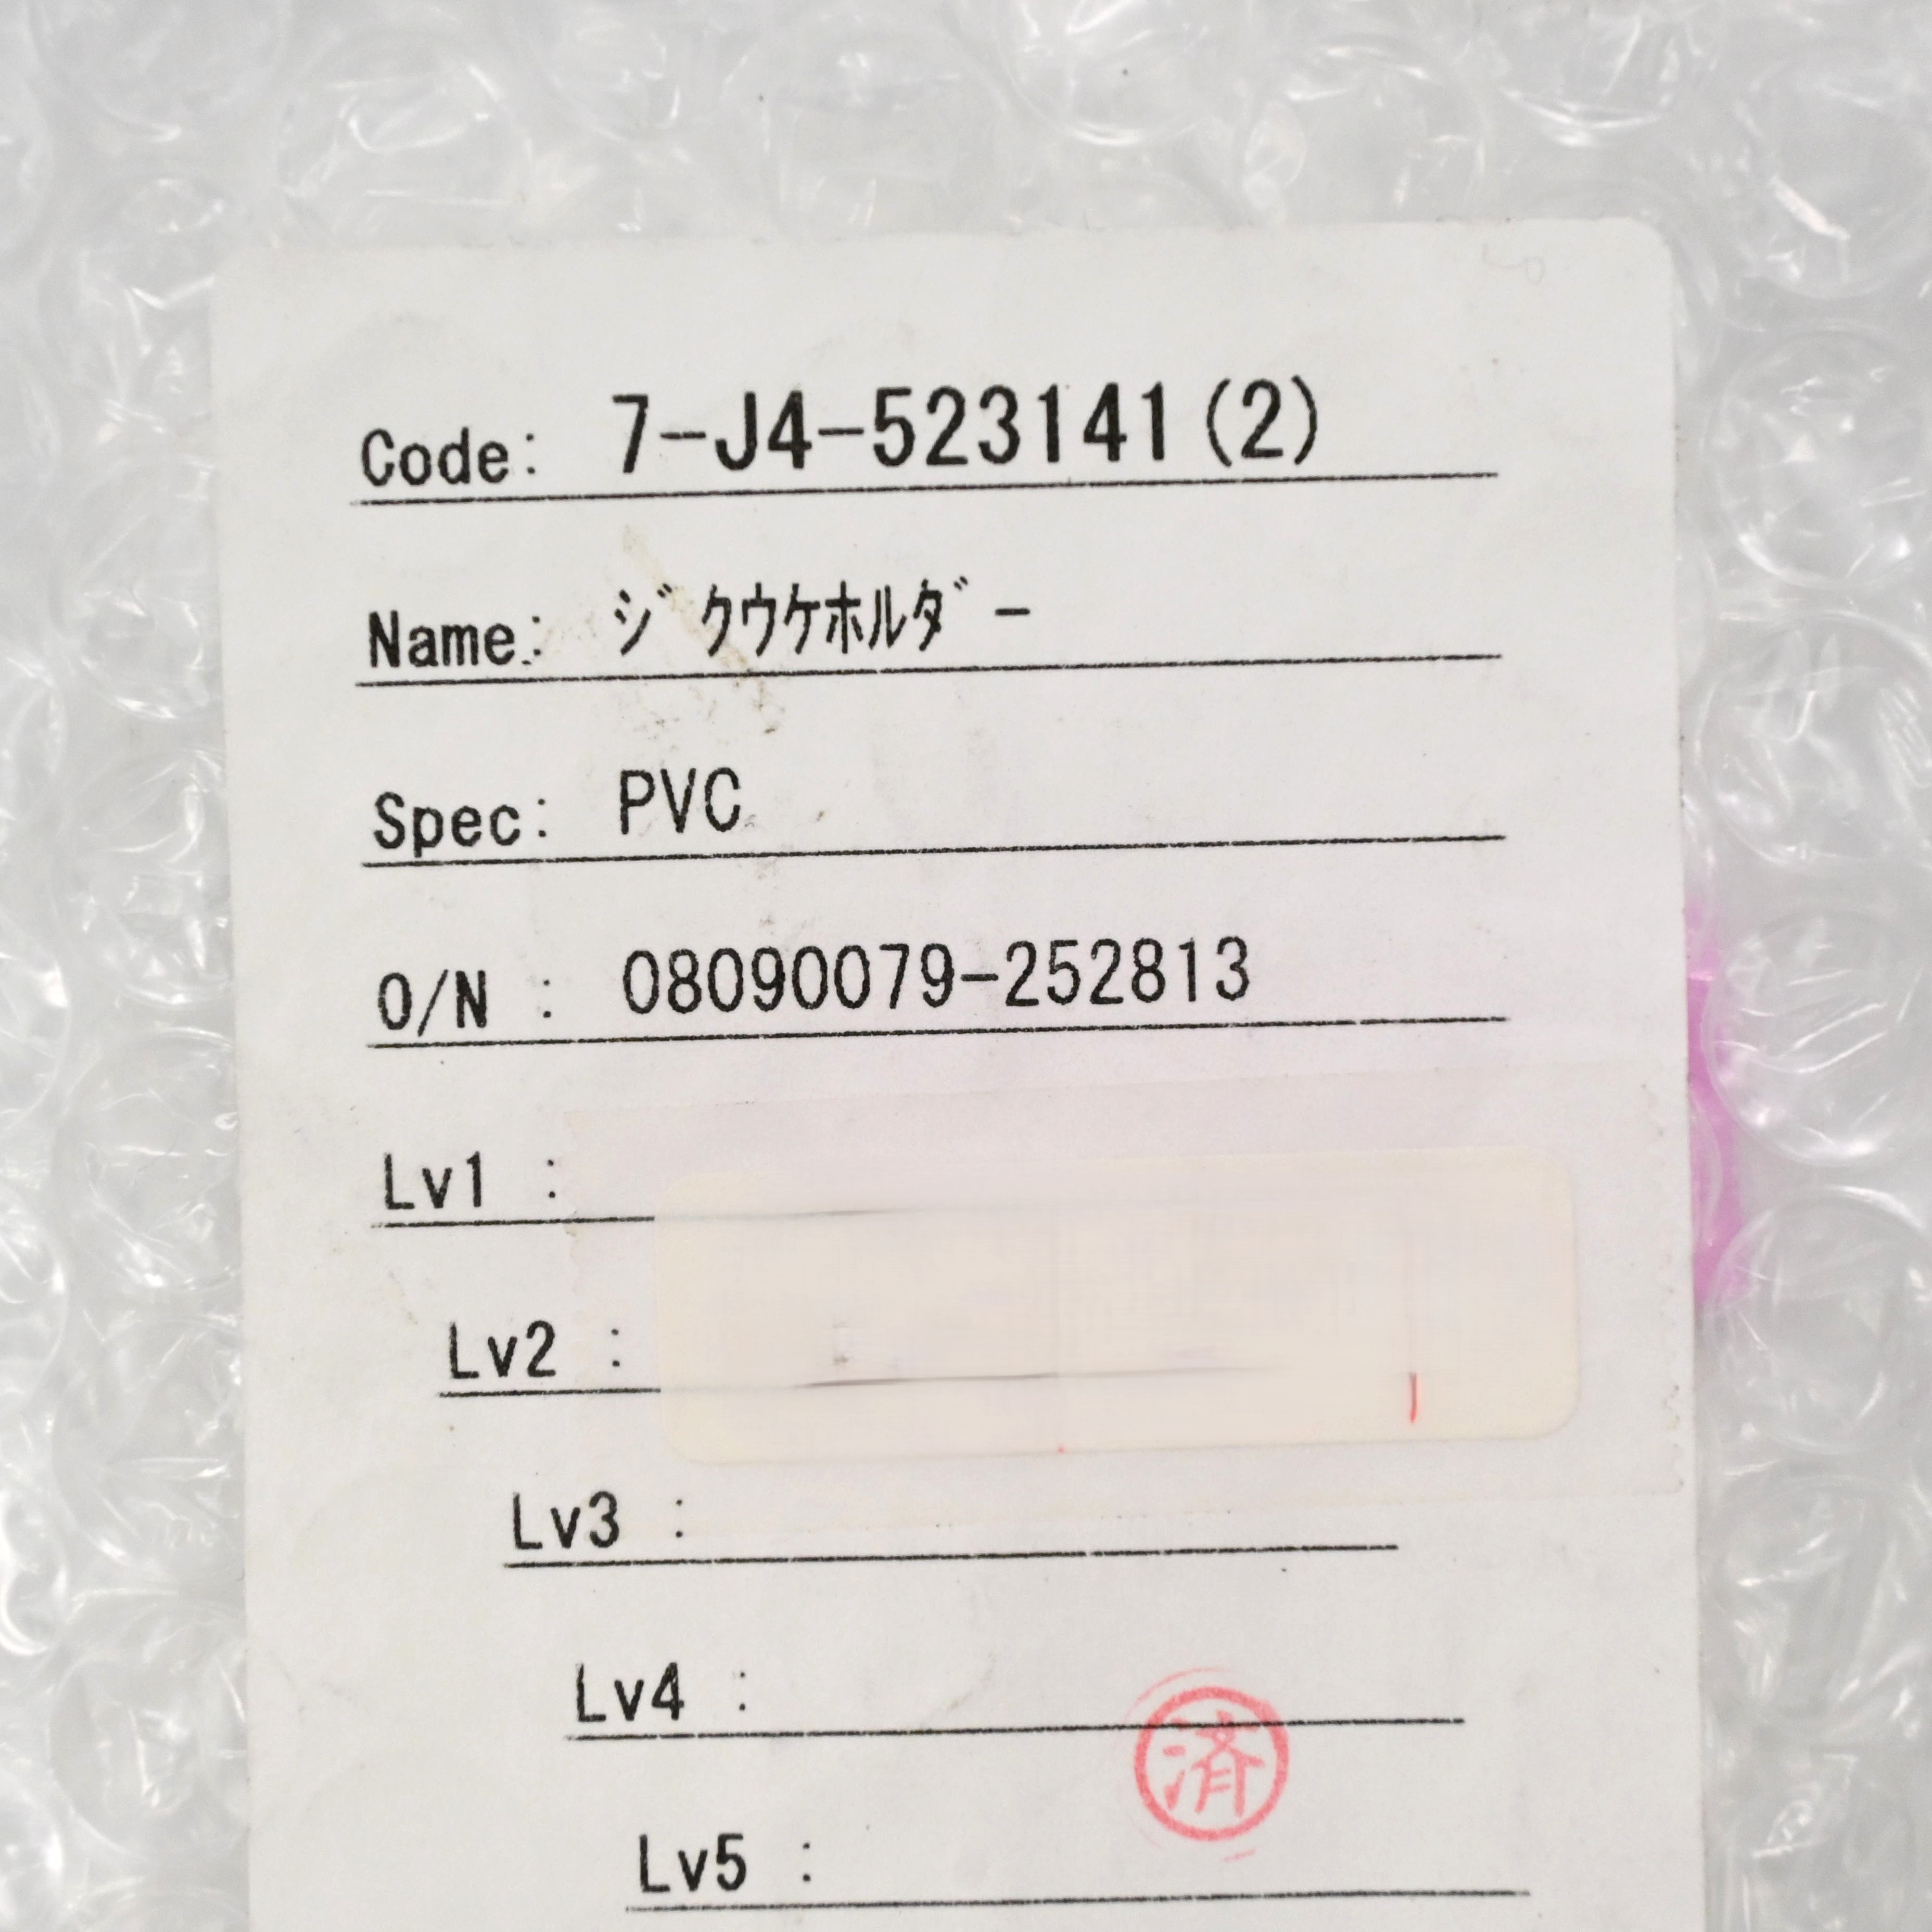 Code: 7-J4-523141(2)
Name: ｼﾞｸｳｹﾎﾙﾀﾞｰ
Spec: PVC
O/N : 08090079-252813
Lv1 :
Lv2 :
Lv3 :
Lv4 :
済
Lv5 :